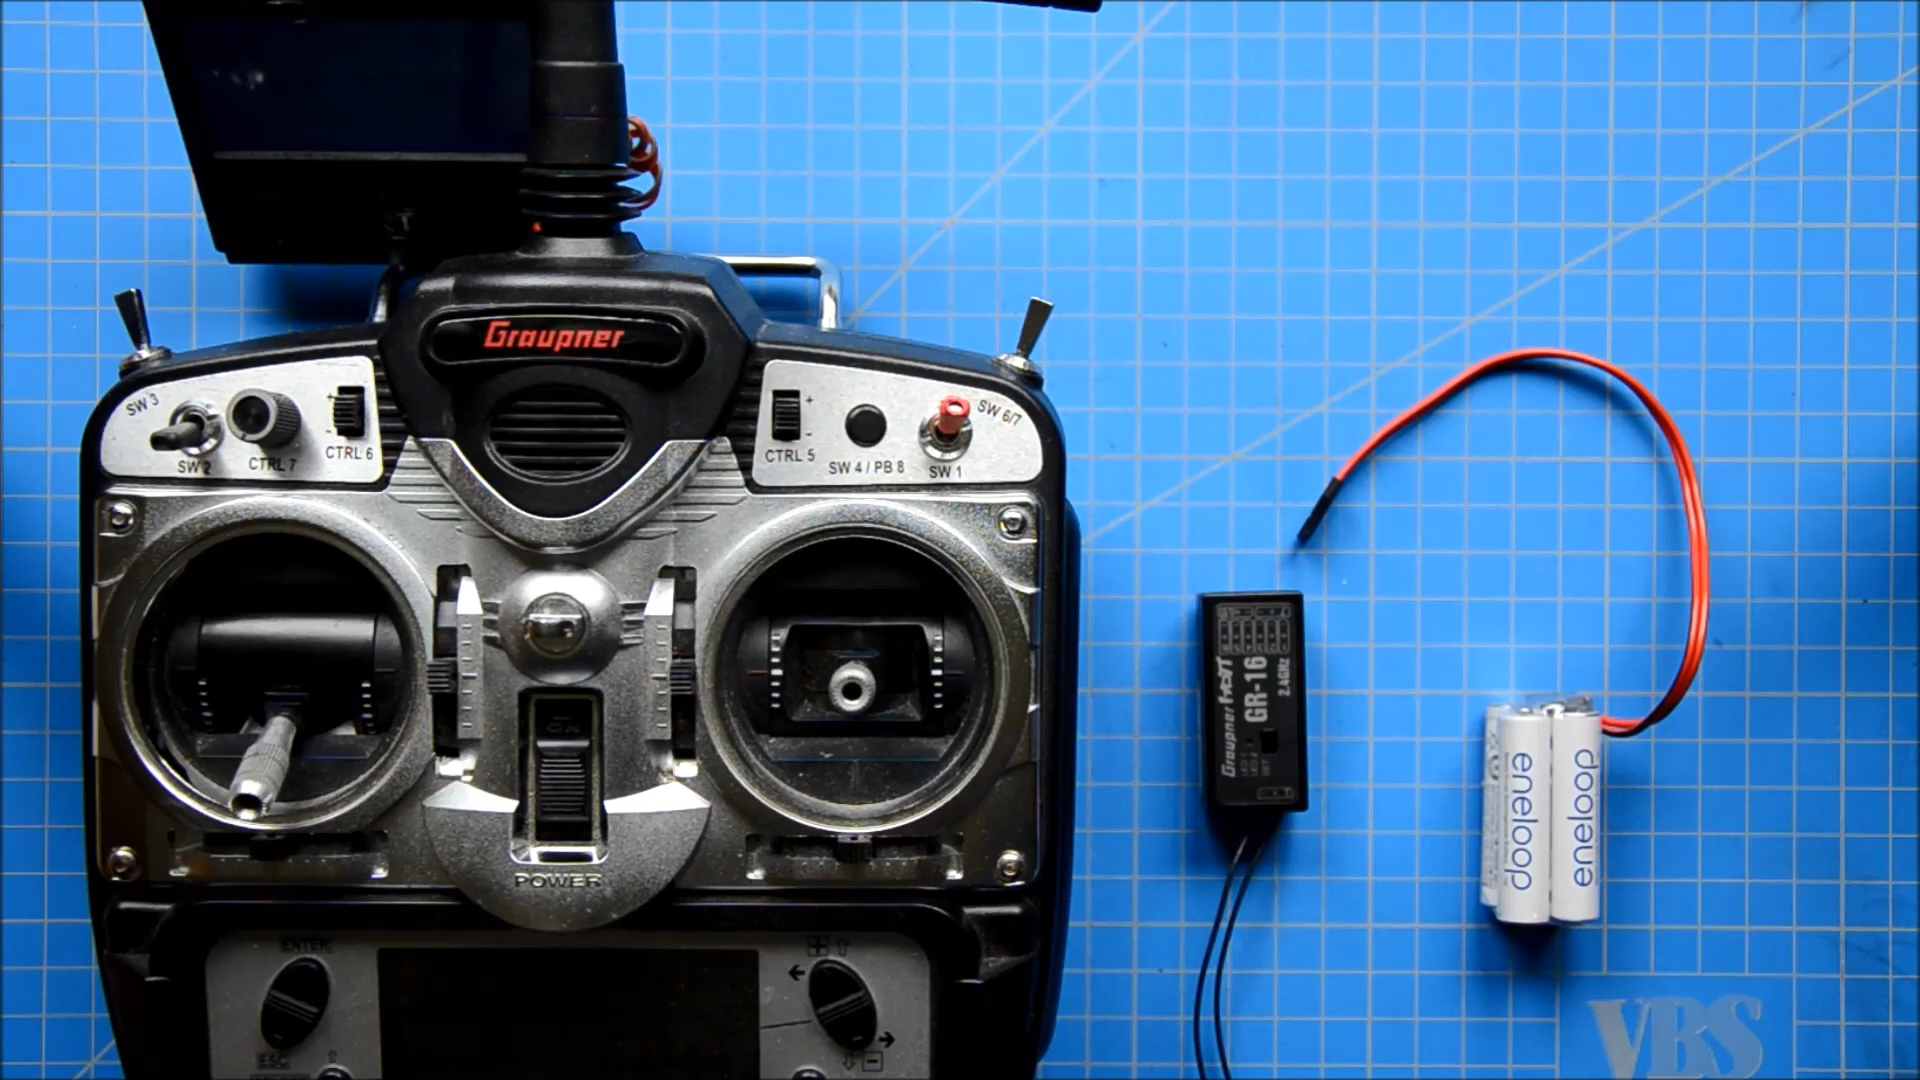 Graupner
SW 3
SW 2
CTRL 7
+
-
CTRL 6
+
-
CTRL 5
SW 4 / PB 8
SW 6/7
SW 1
POWER
ENTER
ESC
Graupner HoTT
GR-16
2.4GHz
SET
eneloop
eneloop
VBS